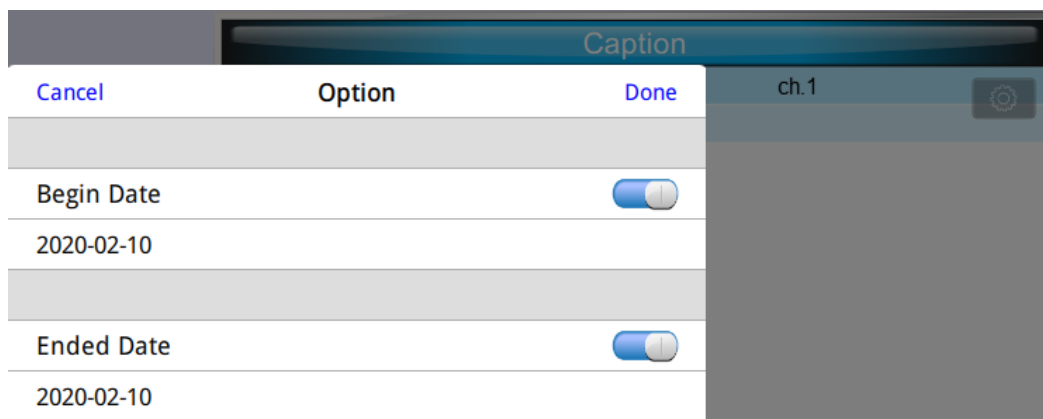 Caption
Cancel Option Done
ch.1
Begin Date
2020-02-10
Ended Date
2020-02-10